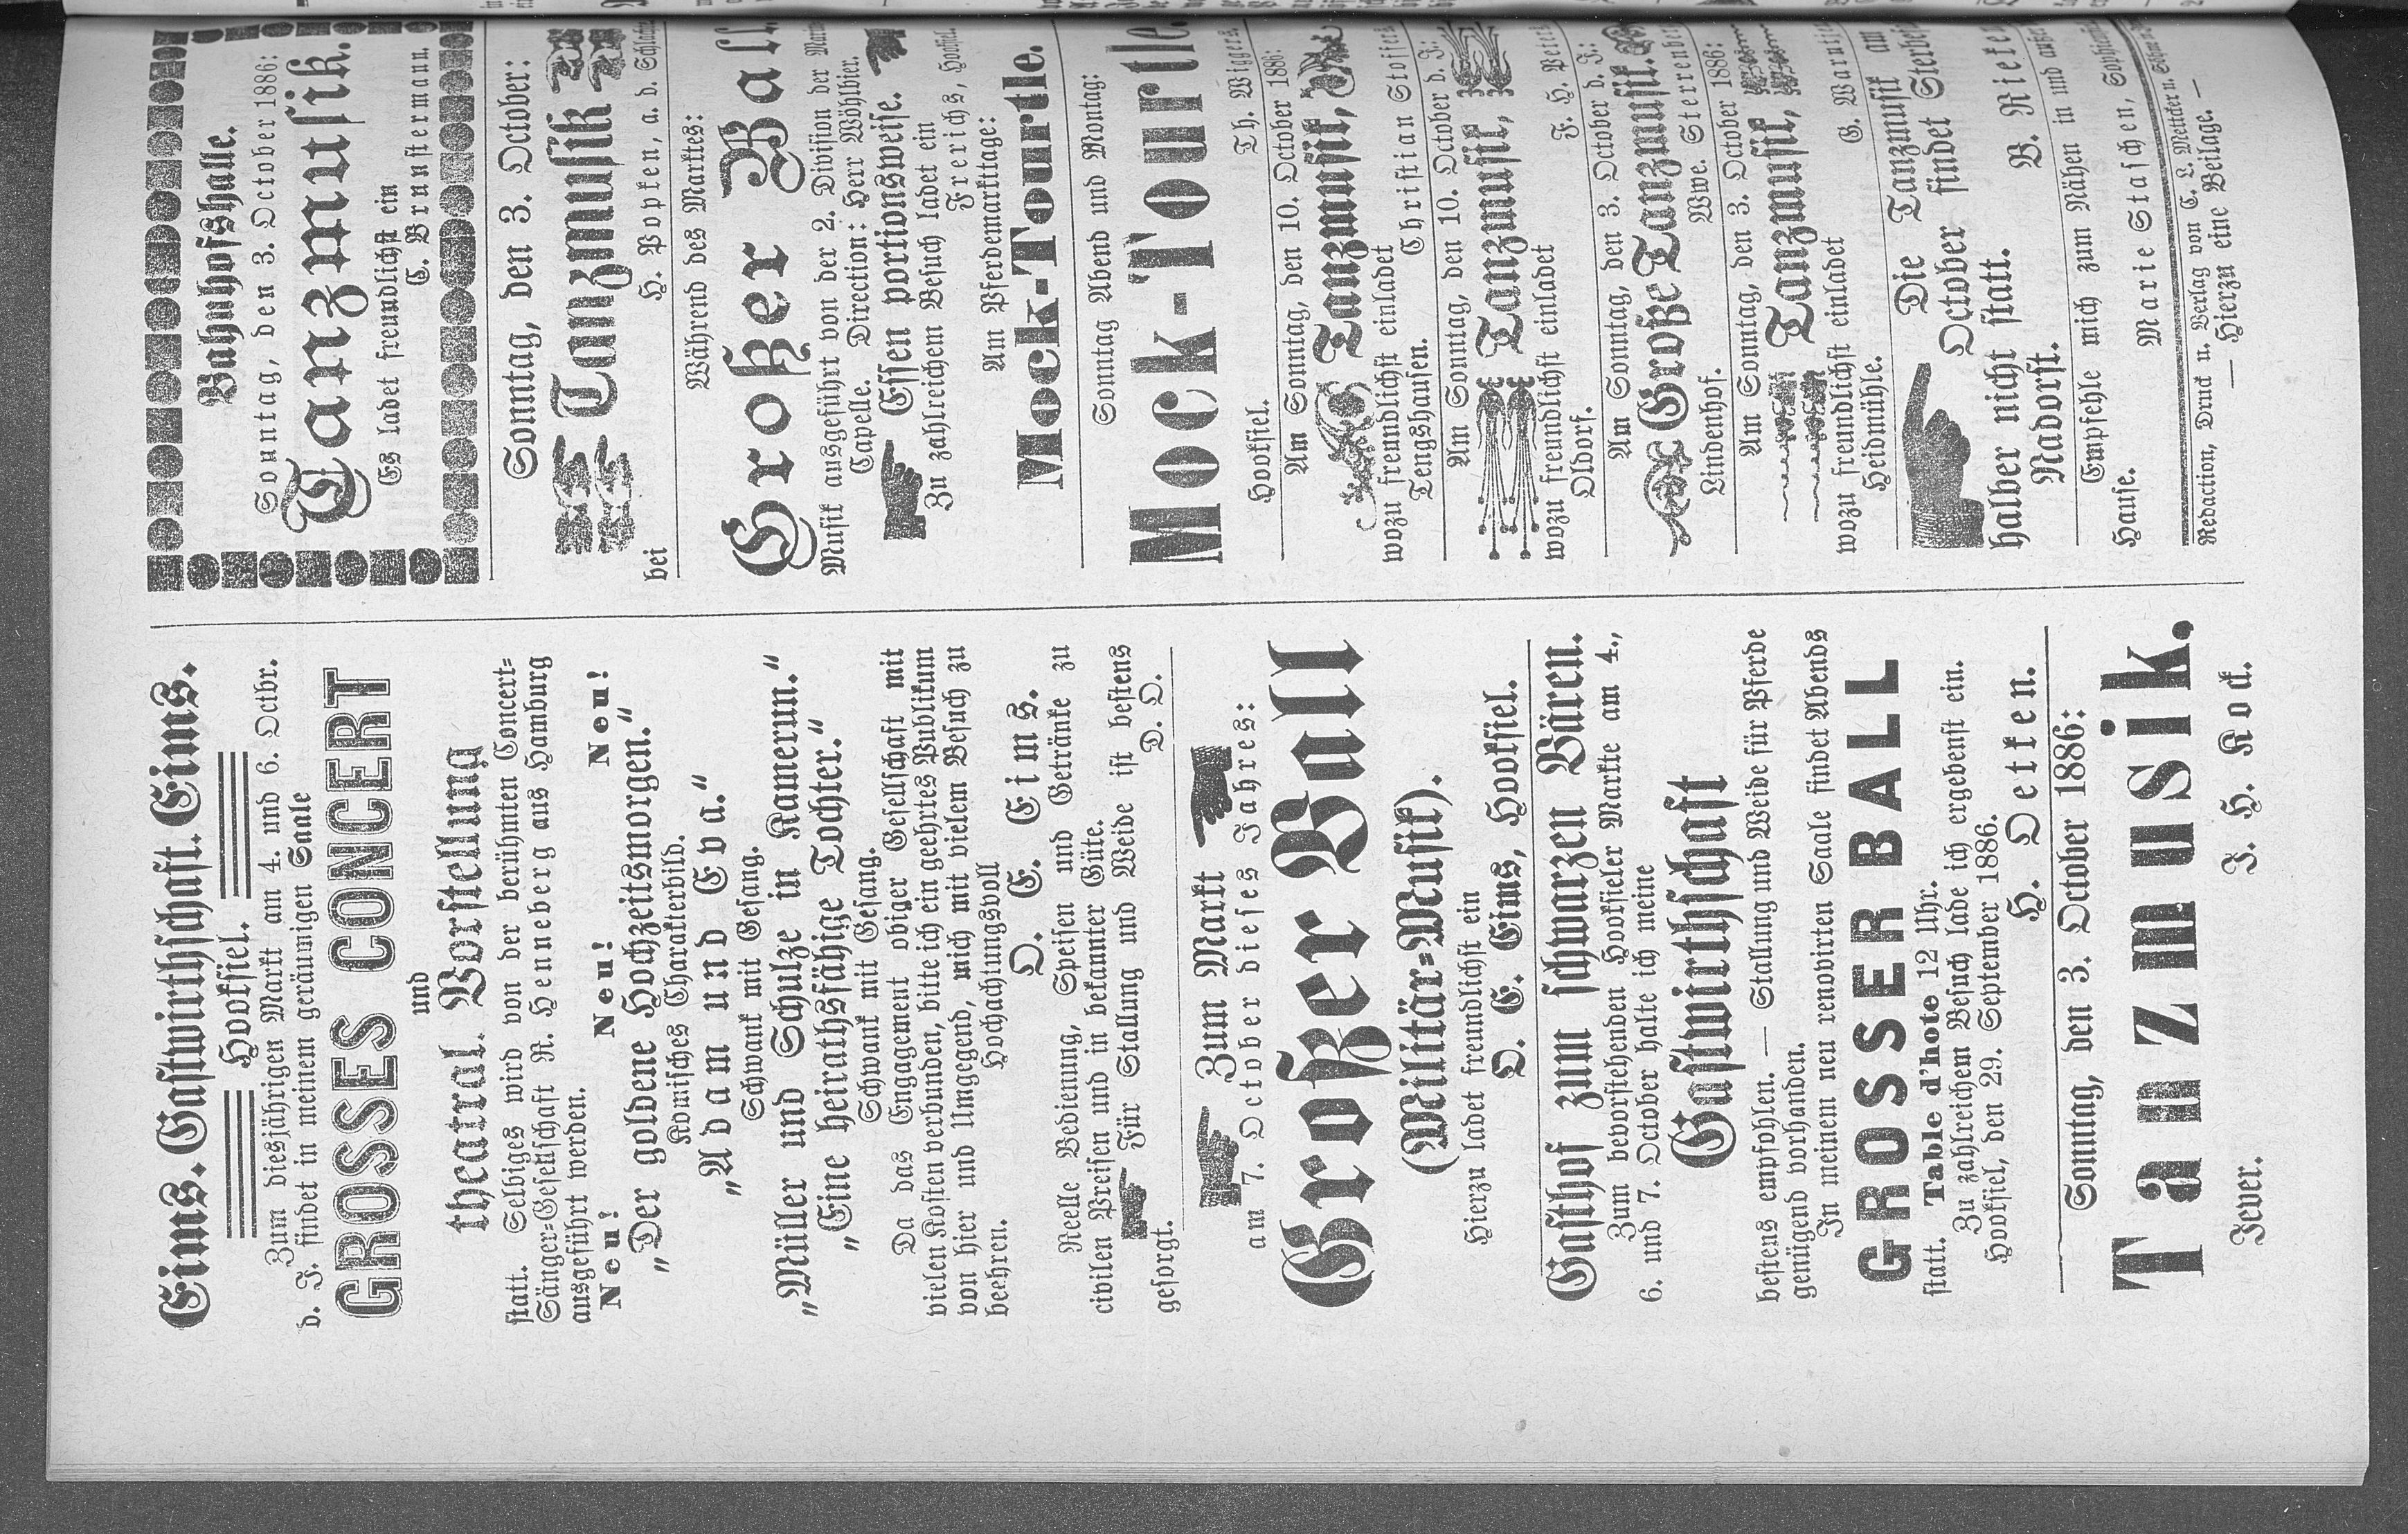 Eims. Gastwirthschaft. Eims.
Hooksiel.
Zum diesjährigen Markt am 4. und 6. Octbr.
d. J. findet in meinem geräumigen Saale
GROSSES CONCERT
und
theatral. Vorstellung
statt. Selbiges wird von der berühmten Concert-
Sänger-Gesellschaft R. Henneberg aus Hamburg
ausgeführt werden.
Neu! Neu! Neu!
„Der goldene Hochzeitsmorgen.“
Komisches Charakterbild.
„Adam und Eva.“
Schwank mit Gesang.
„Müller und Schulze in Kamerun.“
„Eine heirathsfähige Tochter.“
Schwank mit Gesang.
Da das Engagement obiger Gesellschaft mit
vielen Kosten verbunden, bitte ich ein geehrtes Publikum
von hier und Umgegend, mich mit vielem Besuch zu
beehren. Hochachtungsvoll
D. E. Eims.
Reelle Bedienung, Speisen und Getränke zu
civilen Preisen und in bekannter Güte.
Für Stallung und Weide ist bestens
gesorgt. D. O.
Zum Markt
am 7. October dieses Jahres:
Großer Ball
(Militär-Musik).
Hierzu ladet freundlichst ein
D. E. Eims, Hooksiel.
Gasthof zum schwarzen Bären.
Zum bevorstehenden Hooksieler Markte am 4.,
6. und 7. October halte ich meine
Gastwirthschaft
bestens empfohlen. — Stallung und Weide für Pferde
genügend vorhanden.
In meinem neu renovirten Saale findet Abends
GROSSER BALL
statt. Table d'hote 12 Uhr.
Zu zahlreichem Besuch lade ich ergebenst ein.
Hooksiel, den 29. September 1886.
H. Detken.
Sonntag, den 3. October 1886:
Tanzmusik.
Jever. J. H. Kock.
Bahnhofshalle.
Sonntag, den 3. October 1886:
Tanzmusik.
Es ladet freundlichst ein
C. Brunstermann.
Sonntag, den 3. October:
Tanzmusik
bei H. Popken, a. d. Schlachte
Während des Marktes:
Großer Ball
Musik ausgeführt von der 2. Division der
Capelle. Direction: Herr Wöhlbier.
Essen portionsweise.
Zu zahlreichem Besuch ladet ein
Frerichs, Hooksiel.
Am Pferdemarkttage:
Mock-Tourtle.
Sonntag Abend und Montag:
Mock-Tourtle.
Hooksiel. Th. Wiggers.
Am Sonntag, den 10. October 1886:
Tanzmusik,
wozu freundlichst einladet
Tengshausen. Christian Stoffers
Am Sonntag, den 10. October d. J.:
Tanzmusik,
wozu freundlichst einladet
Oldorf. F. H. Peters
Am Sonntag, den 3. October d. J.:
Große Tanzmusik.
Lindenhof. Wwe. Sterrenberg
Am Sonntag, den 3. October 1886:
Tanzmusik,
wozu freundlichst einladet
Heidmühle. G. Warntjen
Die Tanzmusik am
October findet
halber nicht statt.
Nadorst. B. Rieken
Empfehle mich zum Nähen in und außer
Hause. Marie Staschen,
Redaction, Druck u. Verlag von C. L. Mettcker u. Söhne
— Hierzu eine Beilage. —